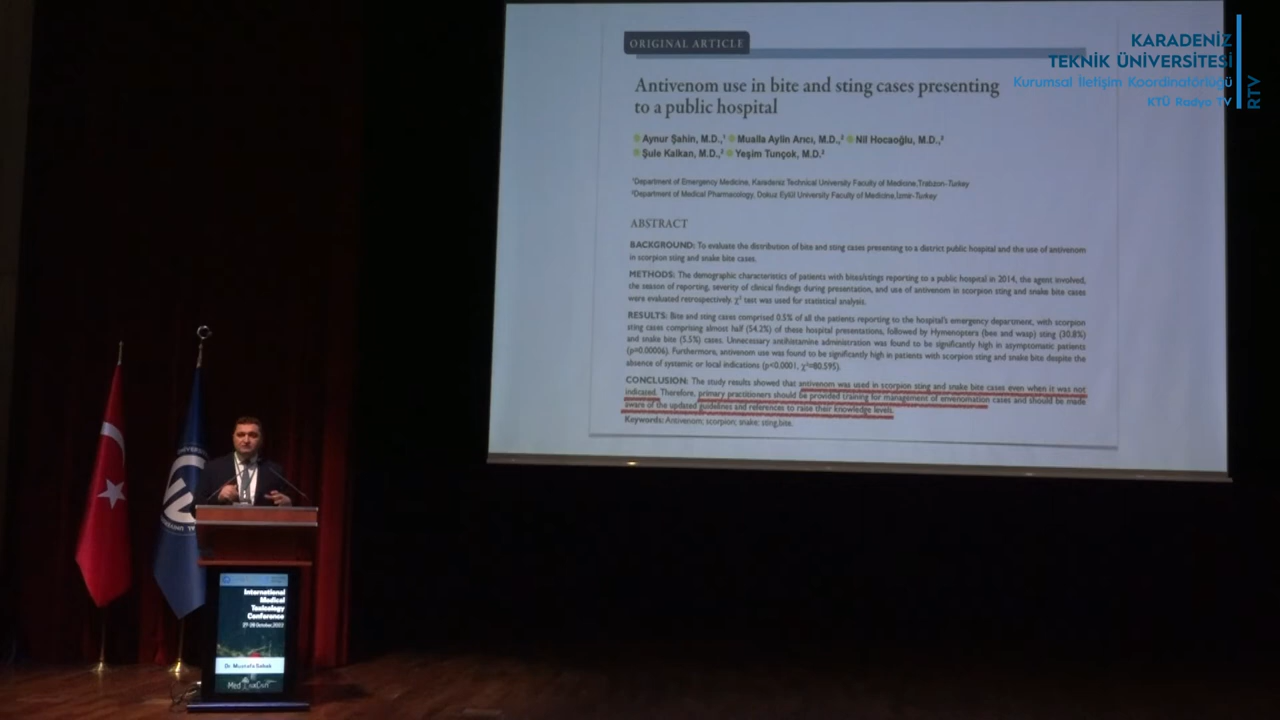 ORIGINAL ARTICLE
Antivenom use in bite and sting cases presenting
to a public hospital
Aynur Şahin, M.D.,¹ Mualla Aylin Arıcı, M.D.,² Nil Hocaoğlu, M.D.,²
Şule Kalkan, M.D.,² Yeşim Tunçok, M.D.²
¹Department of Emergency Medicine, Karadeniz Technical University Faculty of Medicine, Trabzon-Turkey
²Department of Medical Pharmacology, Dokuz Eylül University Faculty of Medicine, İzmir-Turkey
ABSTRACT
BACKGROUND: To evaluate the distribution of bite and sting cases presenting to a district public hospital and the use of antivenom
in scorpion sting and snake bite cases.
METHODS: The demographic characteristics of patients with bites/stings reporting to a public hospital in 2014, the agent involved,
the season of reporting, severity of clinical findings during presentation, and use of antivenom in scorpion sting and snake bite cases
were evaluated retrospectively. χ² test was used for statistical analysis.
RESULTS: Bite and sting cases comprised 0.5% of all the patients reporting to the hospital's emergency department, with scorpion
sting cases comprising almost half (54.2%) of these hospital presentations, followed by Hymenoptera (bee and wasp) sting (30.8%)
and snake bite (5.5%) cases. Unnecessary antihistamine administration was found to be significantly high in asymptomatic patients
(p=0.00006). Furthermore, antivenom use was found to be significantly high in patients with scorpion sting and snake bite despite the
absence of systemic or local indications (p<0.0001, χ²=80.595).
CONCLUSION: The study results showed that antivenom was used in scorpion sting and snake bite cases even when it was not
indicated. Therefore, primary practitioners should be provided training for management of envenomation cases and should be made
aware of the updated guidelines and references to raise their knowledge levels.
Keywords: Antivenom; scorpion; snake; sting,bite.
KARADENİZ
TEKNİK ÜNİVERSİTESİ
Kurumsal İletişim Koordinatörlüğü
KTÜ Radyo TV
RTV
International
Medical
Toxicology
Conference
27-28 October, 2022
Dr. Mustafa Sabak